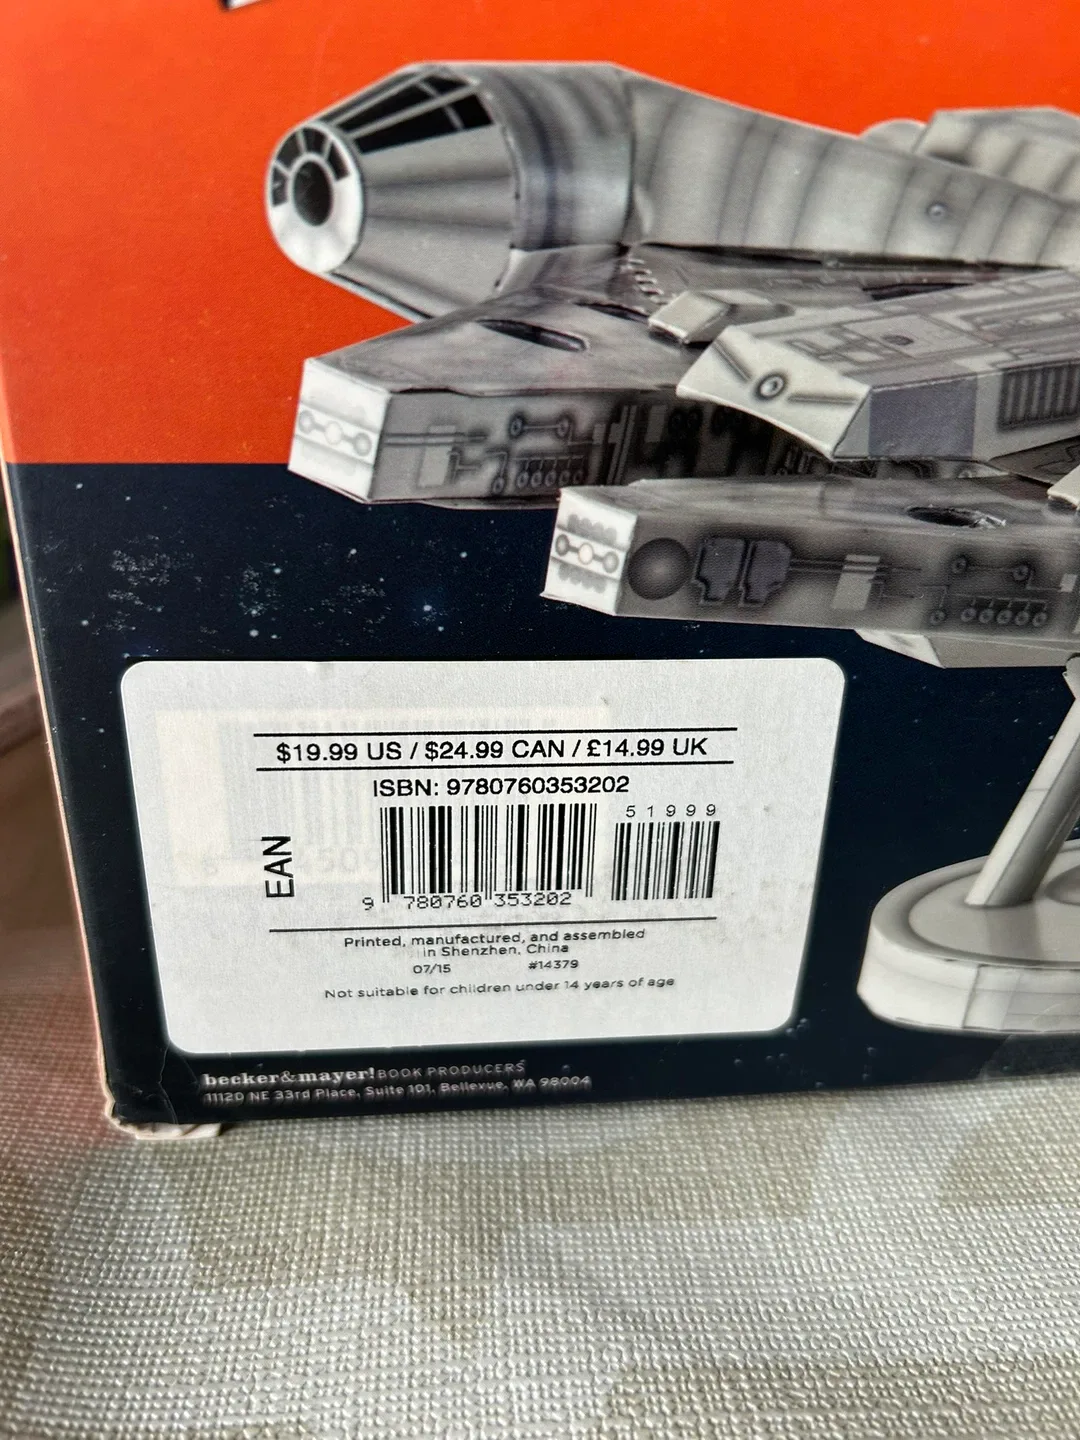 $19.99 US / $24.99 CAN / £14.99 UK
ISBN: 9780760353202
51999
EAN
9 780760 353202
Printed, manufactured, and assembled
in Shenzhen, China
07/15 #14379
Not suitable for children under 14 years of age
becker&mayer! BOOK PRODUCERS
11120 NE 33rd Place, Suite 101, Bellevue, WA 98004